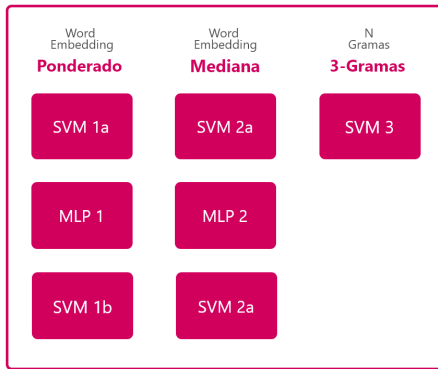 Word
Embedding
Ponderado
SVM 1a
MLP 1
SVM 1b
Word
Embedding
Mediana
SVM 2a
MLP 2
SVM 2a
N
Gramas
3-Gramas
SVM 3